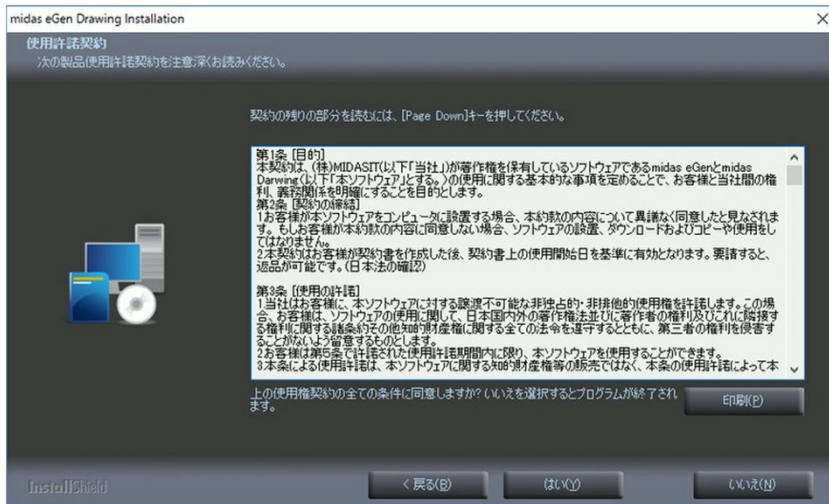 midas eGen Drawing Installation
使用許諾契約
次の製品使用許諾契約を注意深くお読みください。
契約の残りの部分を読むには、[Page Down]キーを押してください。
第1条 [目的]
本契約は、(株)MIDASIT(以下「当社」)が著作権を保有しているソフトウェアであるmidas eGenとmidas
Darwing(以下「本ソフトウェア」とする。)の使用に関する基本的な事項を定めることで、お客様と当社間の権
利、義務関係を明確にすることを目的とします。
第2条 [契約の締結]
1.お客様が本ソフトウェアをコンピュータに設置する場合、本約款の内容について異議なく同意したと見なされま
す。もしお客様が本約款の内容に同意しない場合、ソフトウェアの設置、ダウンロードおよびコピーや使用をし
てはなりません。
2.本契約はお客様が契約書を作成した後、契約書上の使用開始日を基準に有効となります。要請すると、
返品が可能です。(日本法の確認)
第3条 [使用の許諾]
1.当社はお客様に、本ソフトウェアに対する譲渡不可能な非独占的・非排他的使用権を許諾します。この場
合、お客様は、ソフトウェアの使用に関して、日本国内外の著作権法並びに著作者の権利及びこれに隣接す
る権利に関する諸条約その他知的財産権に関する全ての法令を遵守するとともに、第三者の権利を侵害す
ることがないよう留意するものとします。
2.お客様は第5条で許諾された使用許諾期間内に限り、本ソフトウェアを使用することができます。
3.本条による使用許諾は、本ソフトウェアに関する知的財産権等の販売ではなく、本条の使用許諾によって本
上の使用権契約の全ての条件に同意しますか?いいえを選択するとプログラムが終了され
ます。
印刷(P)
InstallShield
< 戻る(B)
はい(Y)
いいえ(N)